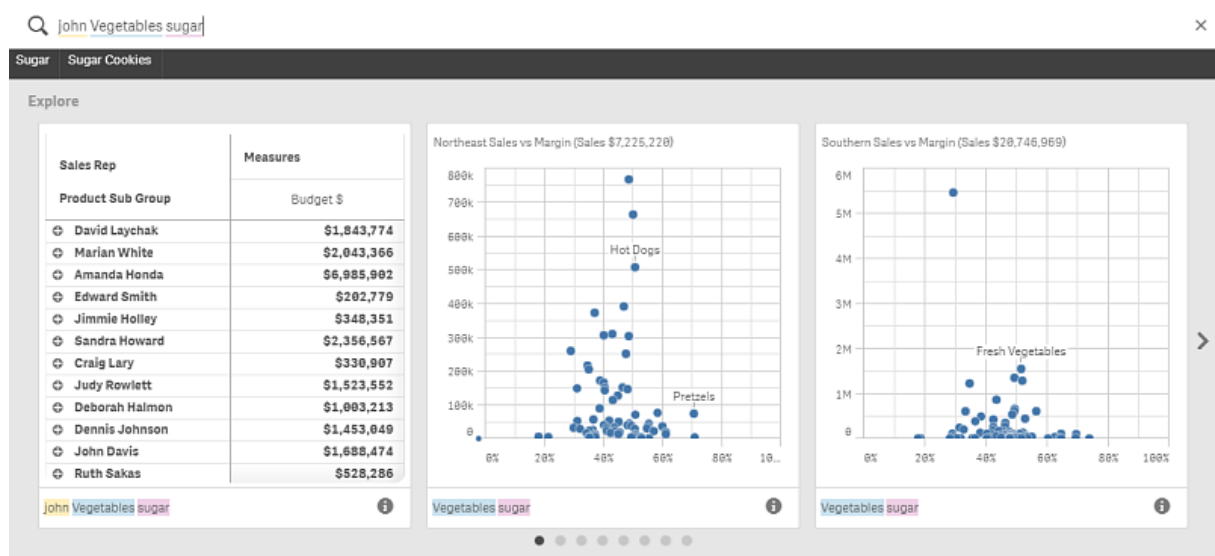 john Vegetables sugar
Sugar Sugar Cookies
Explore
Sales Rep
Product Sub Group
Measures
Budget $
David Laychak $1,843,774
Marian White $2,043,366
Amanda Honda $6,985,902
Edward Smith $202,779
Jimmie Holley $348,351
Sandra Howard $2,356,567
Craig Lary $330,907
Judy Rowlett $1,523,552
Deborah Halmon $1,003,213
Dennis Johnson $1,453,049
John Davis $1,688,474
Ruth Sakas $528,286
john Vegetables sugar
Northeast Sales vs Margin (Sales $7,225,220)
800k
700k
600k
Hot Dogs
500k
400k
300k
200k
Pretzels
100k
0
0% 20% 40% 60% 80% 10...
Vegetables sugar
Southern Sales vs Margin (Sales $20,746,969)
6M
5M
4M
3M
2M
Fresh Vegetables
1M
0
0% 20% 40% 60% 80% 100%
Vegetables sugar